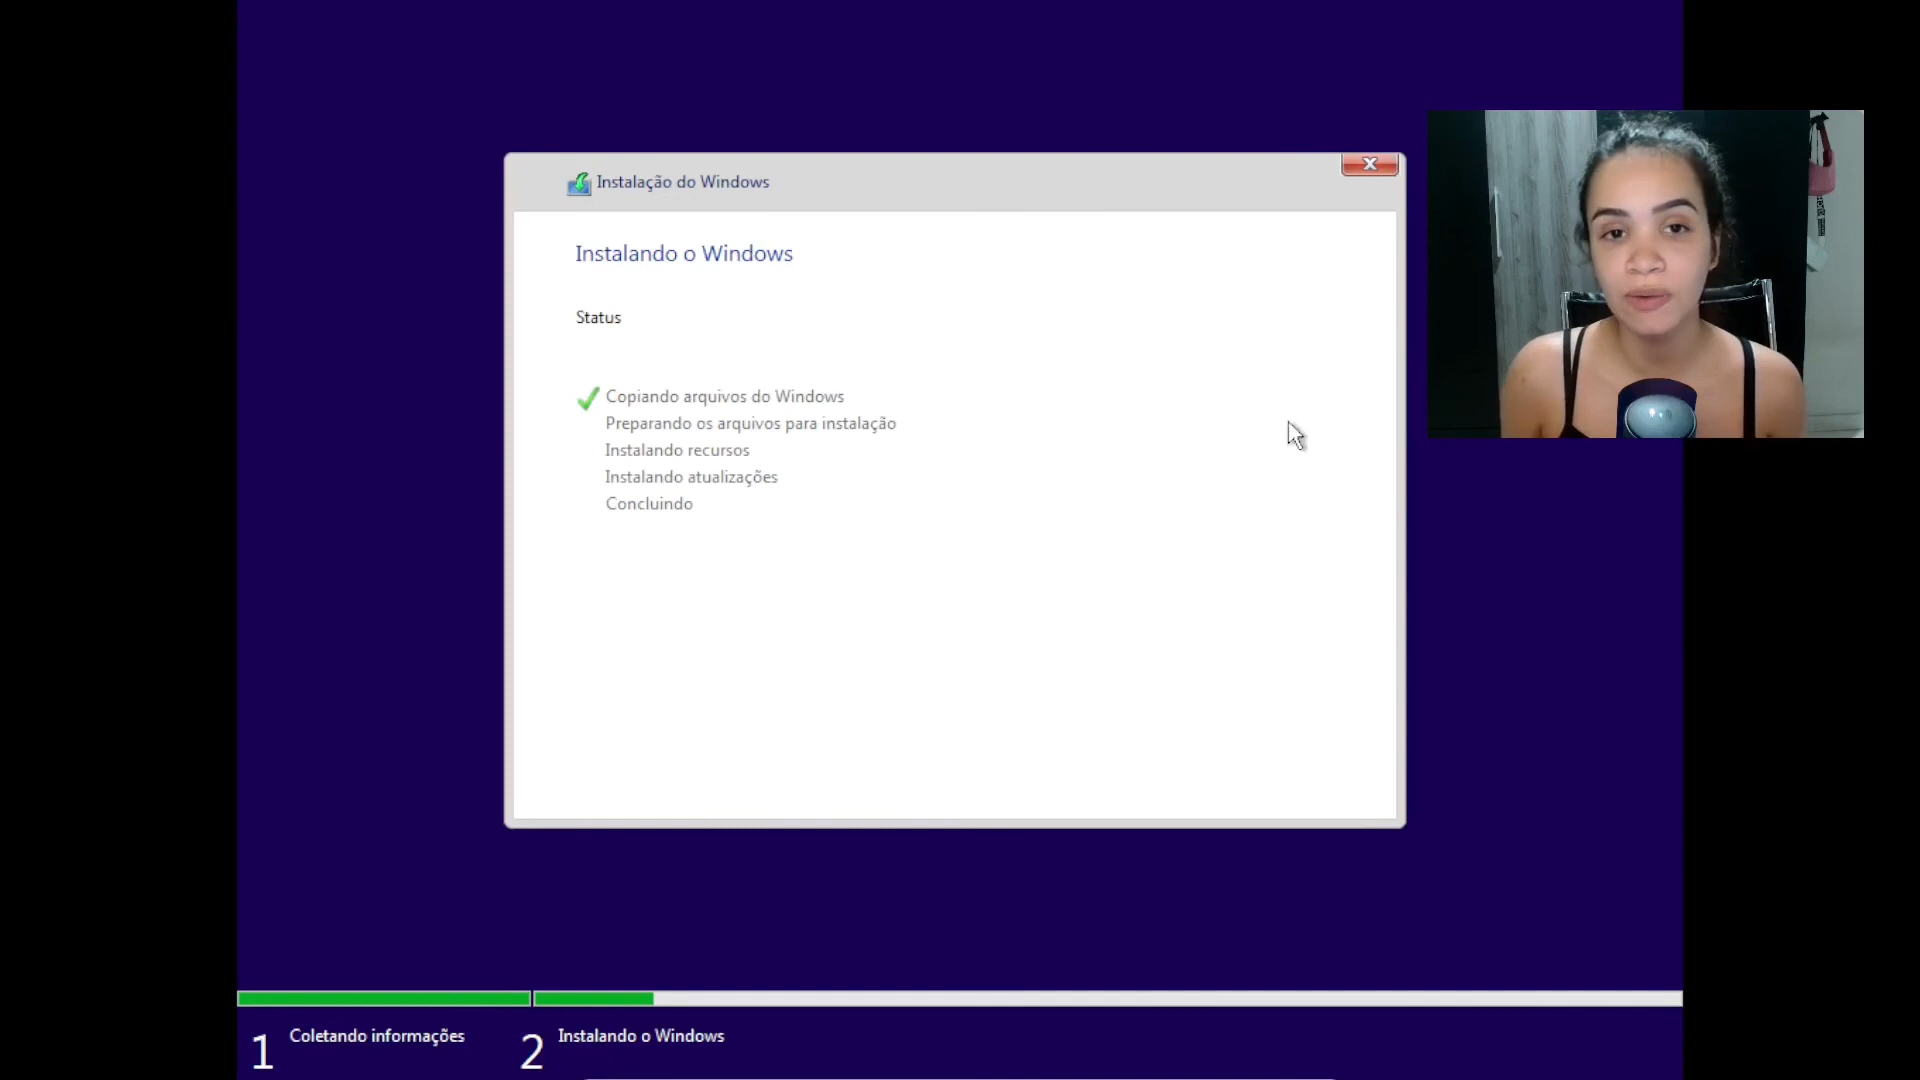 Instalação do Windows
Instalando o Windows
Status
Copiando arquivos do Windows
Preparando os arquivos para instalação
Instalando recursos
Instalando atualizações
Concluindo
1 Coletando informações
2 Instalando o Windows